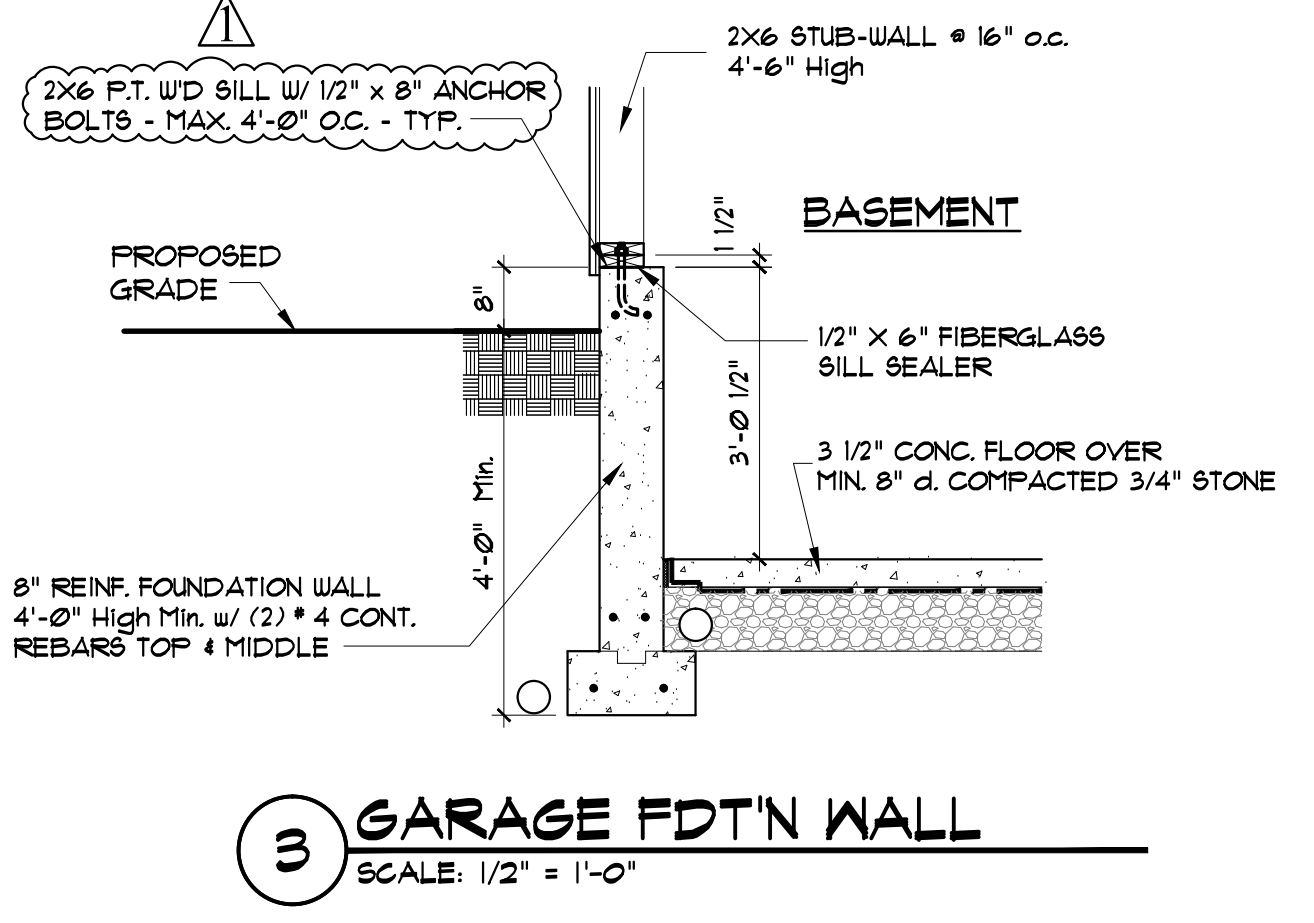 1
2X6 P.T. W'D SILL W/ 1/2" x 8" ANCHOR
BOLTS - MAX. 4'-0" O.C. - TYP.
2X6 STUB-WALL @ 16" o.c.
4'-6" High
BASEMENT
1 1/2"
PROPOSED
GRADE
8"
1/2" X 6" FIBERGLASS
SILL SEALER
3'-0 1/2"
3 1/2" CONC. FLOOR OVER
MIN. 8" d. COMPACTED 3/4" STONE
4'-0" Min.
8" REINF. FOUNDATION WALL
4'-0" High Min. w/ (2) # 4 CONT.
REBARS TOP & MIDDLE
3
GARAGE FDT'N WALL
SCALE: 1/2" = 1'-0"